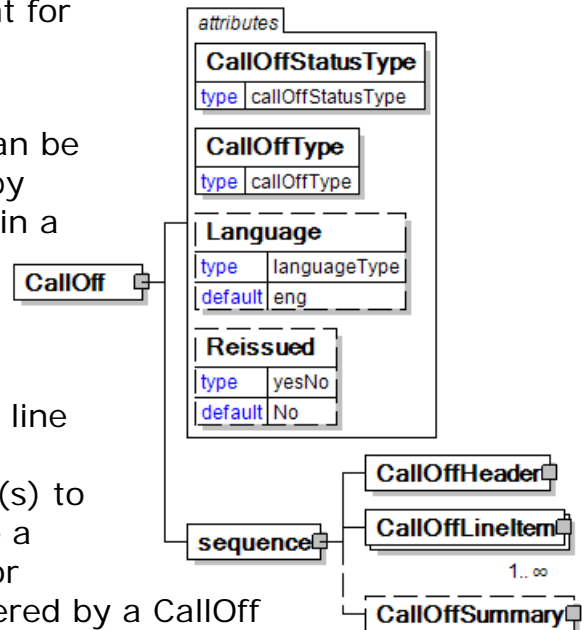 nt for
an be
by
in a
line
(s) to
a
or
ered by a CallOff
attributes
CallOffStatusType
type callOffStatusType
CallOffType
type callOffType
Language
type languageType
default eng
Reissued
type yesNo
default No
CallOff
sequence
CallOffHeader
CallOffLineItem
1..∞
CallOffSummary